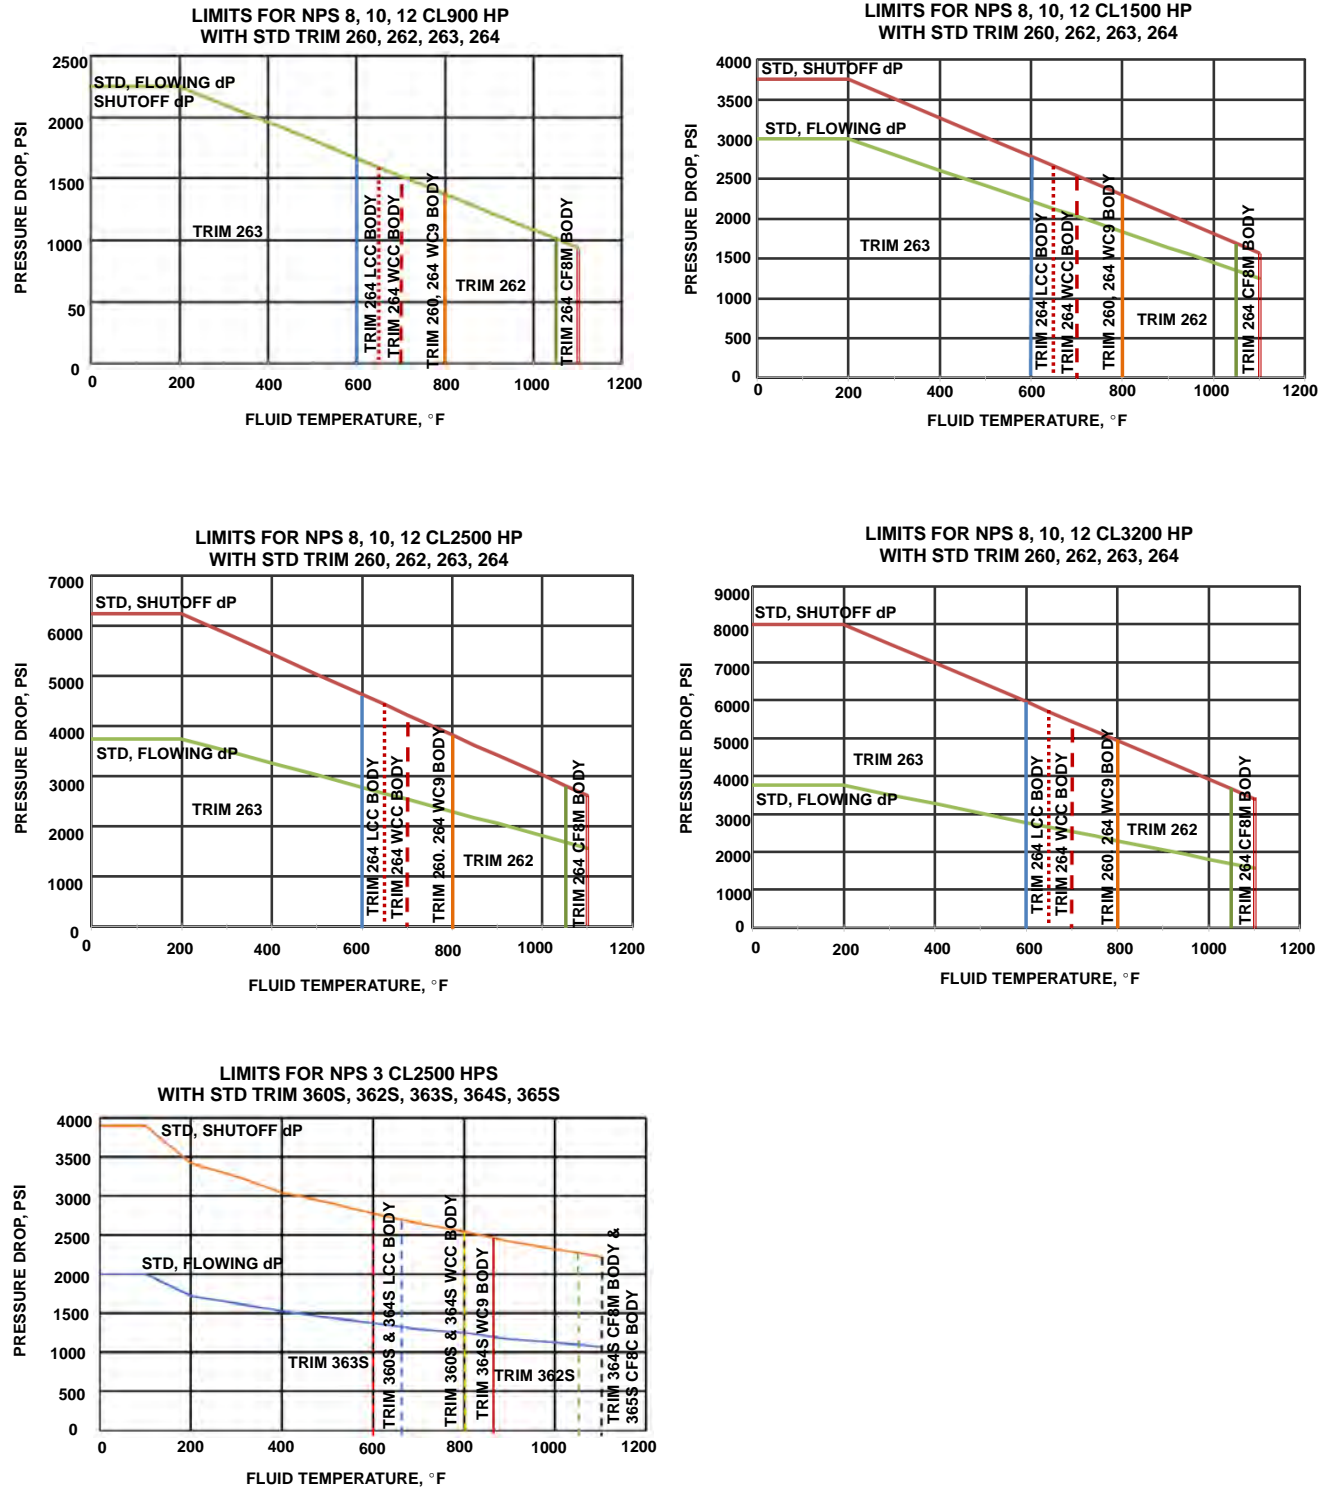 LIMITS FOR NPS 8, 10, 12 CL900 HP
WITH STD TRIM 260, 262, 263, 264
PRESSURE DROP, PSI
2500
2000
1500
1000
50
0
STD, FLOWING dP
SHUTOFF dP
TRIM 263
TRIM 264 LCC BODY
TRIM 264 WCC BODY
TRIM 260, 264 WC9 BODY
TRIM 262
TRIM 264 CF8M BODY
0 200 400 600 800 1000 1200
FLUID TEMPERATURE, °F
LIMITS FOR NPS 8, 10, 12 CL1500 HP
WITH STD TRIM 260, 262, 263, 264
PRESSURE DROP, PSI
4000
3500
3000
2500
2000
1500
1000
500
0
STD, SHUTOFF dP
STD, FLOWING dP
TRIM 263
TRIM 264 LCC BODY
TRIM 264 WCC BODY
TRIM 260, 264 WC9 BODY
TRIM 262
TRIM 264 CF8M BODY
0 200 400 600 800 1000 1200
FLUID TEMPERATURE, °F
LIMITS FOR NPS 8, 10, 12 CL2500 HP
WITH STD TRIM 260, 262, 263, 264
PRESSURE DROP, PSI
7000
6000
5000
4000
3000
2000
1000
0
STD, SHUTOFF dP
STD, FLOWING dP
TRIM 263
TRIM 264 LCC BODY
TRIM 264 WCC BODY
TRIM 260. 264 WC9 BODY
TRIM 262
TRIM 264 CF8M BODY
0 200 400 600 800 1000 1200
FLUID TEMPERATURE, °F
LIMITS FOR NPS 8, 10, 12 CL3200 HP
WITH STD TRIM 260, 262, 263, 264
PRESSURE DROP, PSI
9000
8000
7000
6000
5000
4000
3000
2000
1000
0
STD, SHUTOFF dP
TRIM 263
STD, FLOWING dP
TRIM 264 LCC BODY
TRIM 264 WCC BODY
TRIM 260 264 WC9 BODY
TRIM 262
TRIM 264 CF8M BODY
0 200 400 600 800 1000 1200
FLUID TEMPERATURE, °F
LIMITS FOR NPS 3 CL2500 HPS
WITH STD TRIM 360S, 362S, 363S, 364S, 365S
PRESSURE DROP, PSI
4000
3500
3000
2500
2000
1500
1000
500
0
STD, SHUTOFF dP
STD, FLOWING dP
TRIM 363S
TRIM 360S & 364S LCC BODY
TRIM 360S & 364S WCC BODY
TRIM 364S WC9 BODY
TRIM 362S
TRIM 364S CF8M BODY &
365S CF8C BODY
0 200 400 600 800 1000 1200
FLUID TEMPERATURE, °F